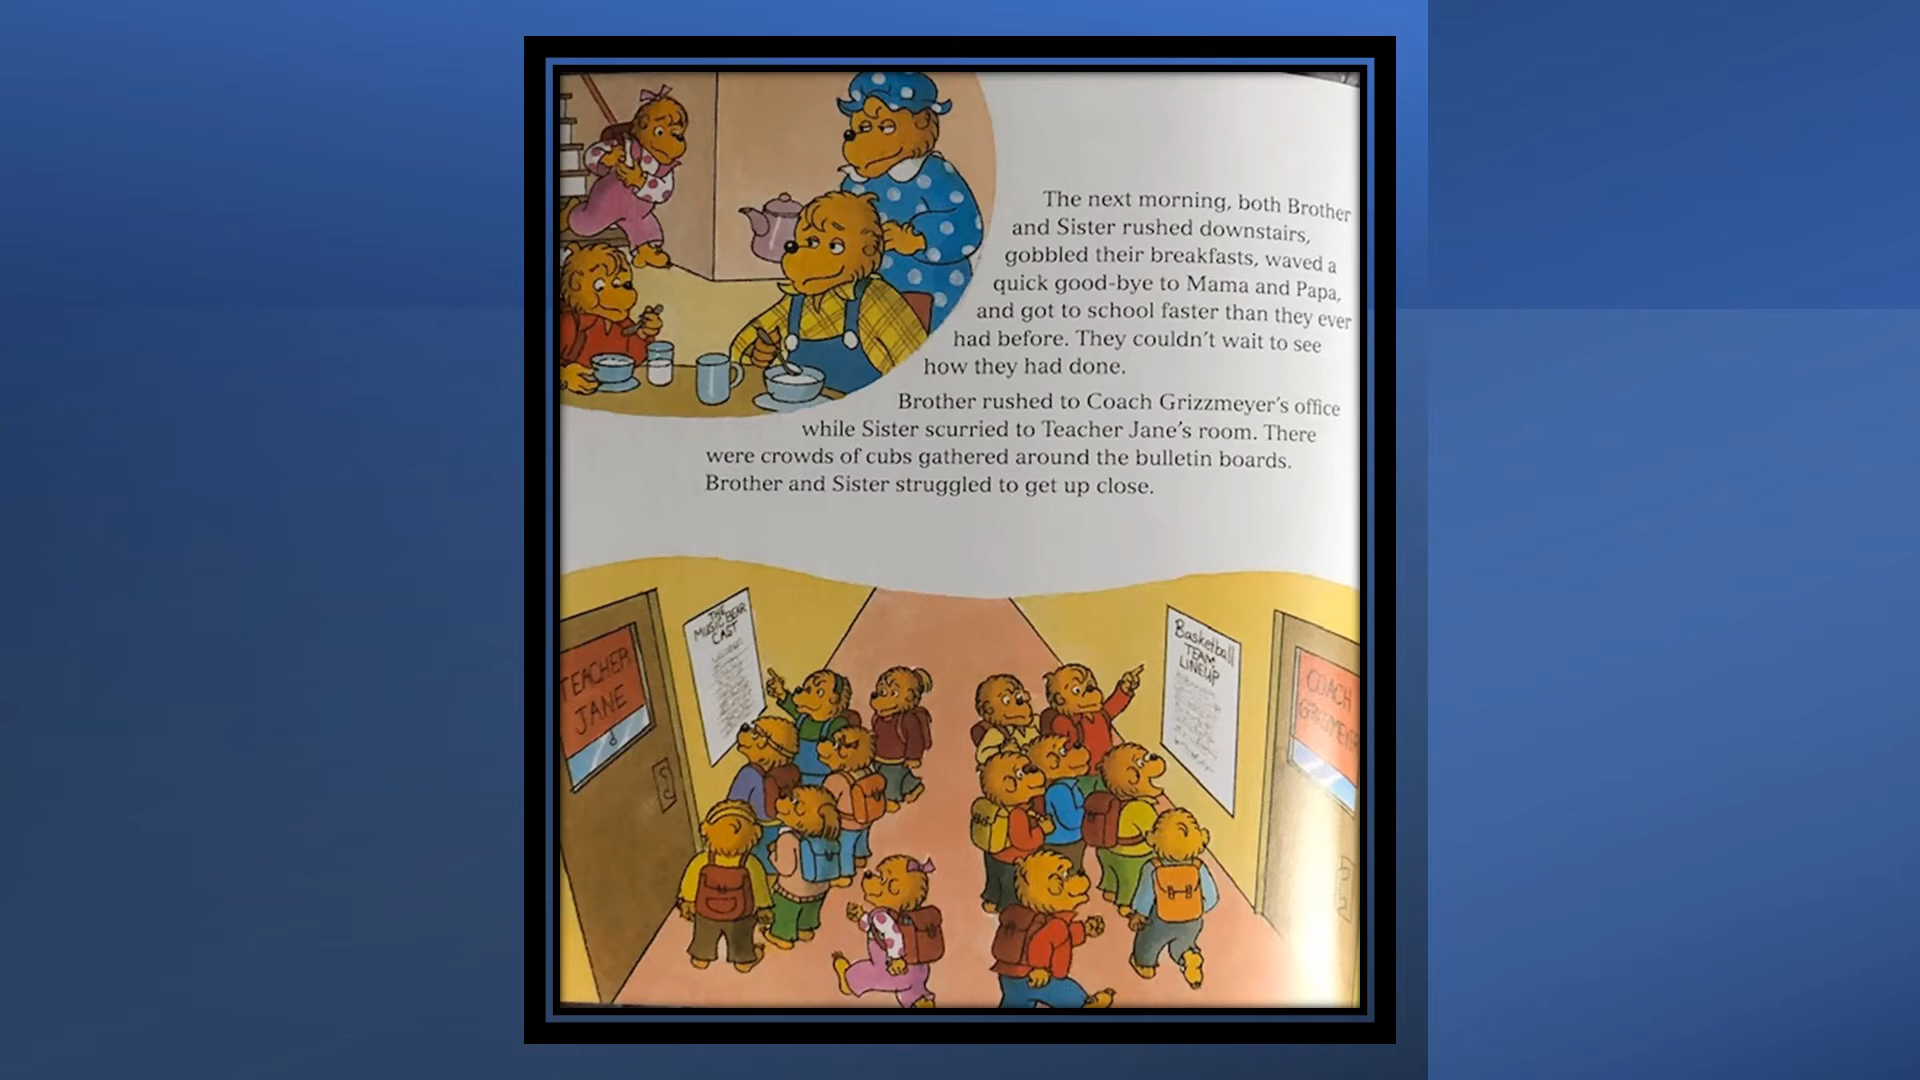 The next morning, both Brother
and Sister rushed downstairs,
gobbled their breakfasts, waved a
quick good-bye to Mama and Papa,
and got to school faster than they ever
had before. They couldn't wait to see
how they had done.
Brother rushed to Coach Grizzmeyer's office
while Sister scurried to Teacher Jane's room. There
were crowds of cubs gathered around the bulletin boards.
Brother and Sister struggled to get up close.
TEACHER
JANE
THE
MUSIC BEAR
CAST
Basketball
TEAM
LINEUP
COACH